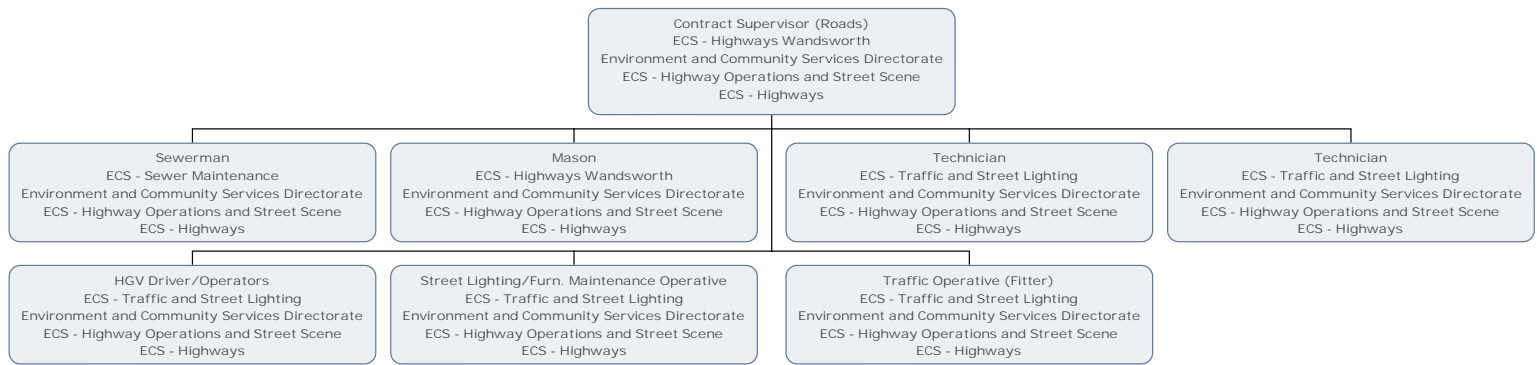 Contract Supervisor (Roads)
ECS - Highways Wandsworth
Environment and Community Services Directorate
ECS - Highway Operations and Street Scene
ECS - Highways
Sewerman
ECS - Sewer Maintenance
Environment and Community Services Directorate
ECS - Highway Operations and Street Scene
ECS - Highways
Mason
ECS - Highways Wandsworth
Environment and Community Services Directorate
ECS - Highway Operations and Street Scene
ECS - Highways
Technician
ECS - Traffic and Street Lighting
Environment and Community Services Directorate
ECS - Highway Operations and Street Scene
ECS - Highways
Technician
ECS - Traffic and Street Lighting
Environment and Community Services Directorate
ECS - Highway Operations and Street Scene
ECS - Highways
HGV Driver/Operators
ECS - Traffic and Street Lighting
Environment and Community Services Directorate
ECS - Highway Operations and Street Scene
ECS - Highways
Street Lighting/Furn. Maintenance Operative
ECS - Traffic and Street Lighting
Environment and Community Services Directorate
ECS - Highway Operations and Street Scene
ECS - Highways
Traffic Operative (Fitter)
ECS - Traffic and Street Lighting
Environment and Community Services Directorate
ECS - Highway Operations and Street Scene
ECS - Highways